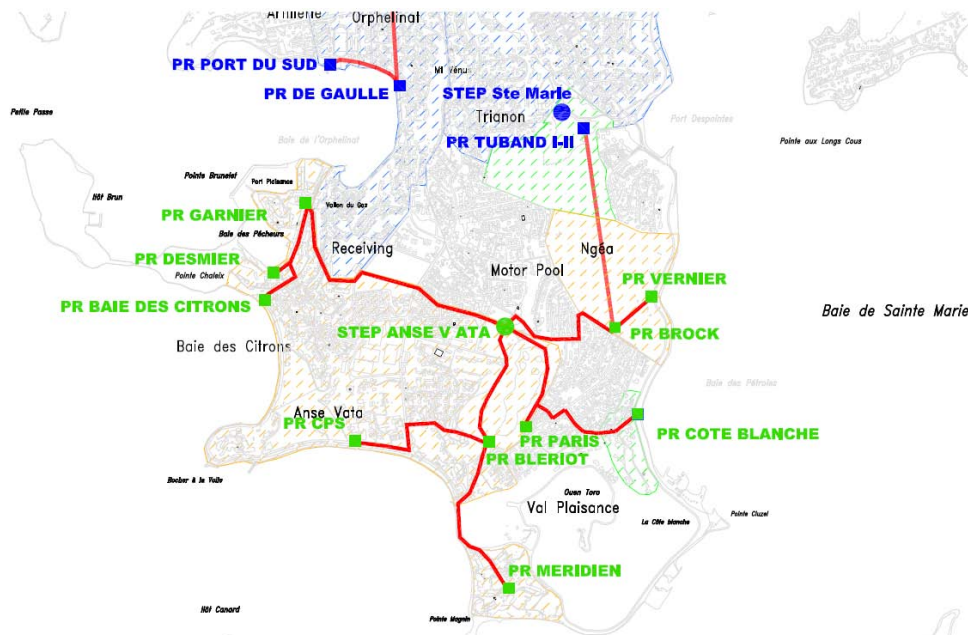 Artillerie
Orphelinat
PR PORT DU SUD
Mt Vénus
PR DE GAULLE
STEP Ste Marie
Trianon
Petite Passe
Port Despointes
PR TUBAND I-II
Baie de l'Orphelinat
Pointe aux Longs Cous
Pointe Brunelet
Port Plaisance
Ilôt Brun
Vallon du Gaz
PR GARNIER
Baie des Pêcheurs
Receiving
Ngéa
PR DESMIER
Motor Pool
Pointe Chaleix
PR VERNIER
PR BAIE DES CITRONS
Baie de Sainte Marie
STEP ANSE VATA
PR BROCK
Baie des Citrons
Baie des Pétroles
Anse Vata
PR CPS
PR PARIS
PR COTE BLANCHE
PR BLERIOT
Rocher à la Voile
Ouen Toro
Val Plaisance
Pointe Cluzel
La Côte blanche
PR MERIDIEN
Ilôt Canard
Pointe Magnin